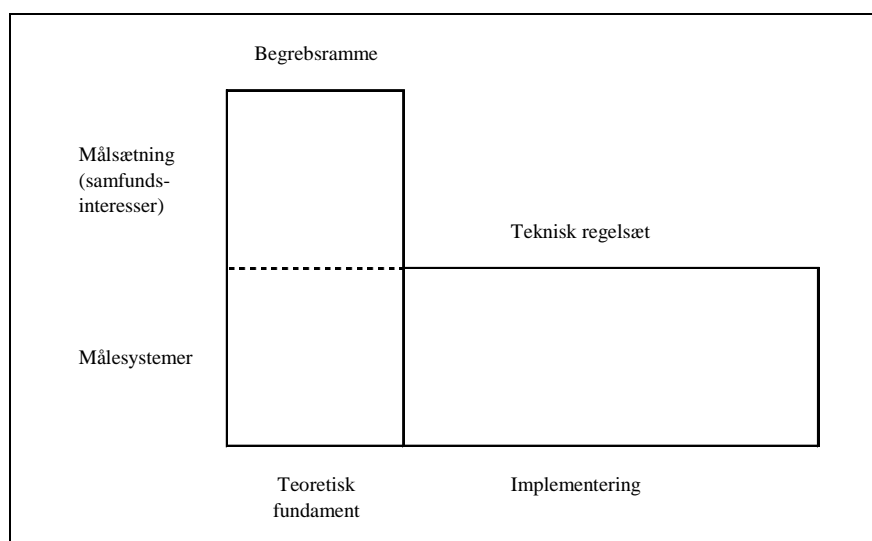 Begrebsramme
Målsætning
(samfunds-
interesser)
Teknisk regelsæt
Målesystemer
Teoretisk
fundament
Implementering